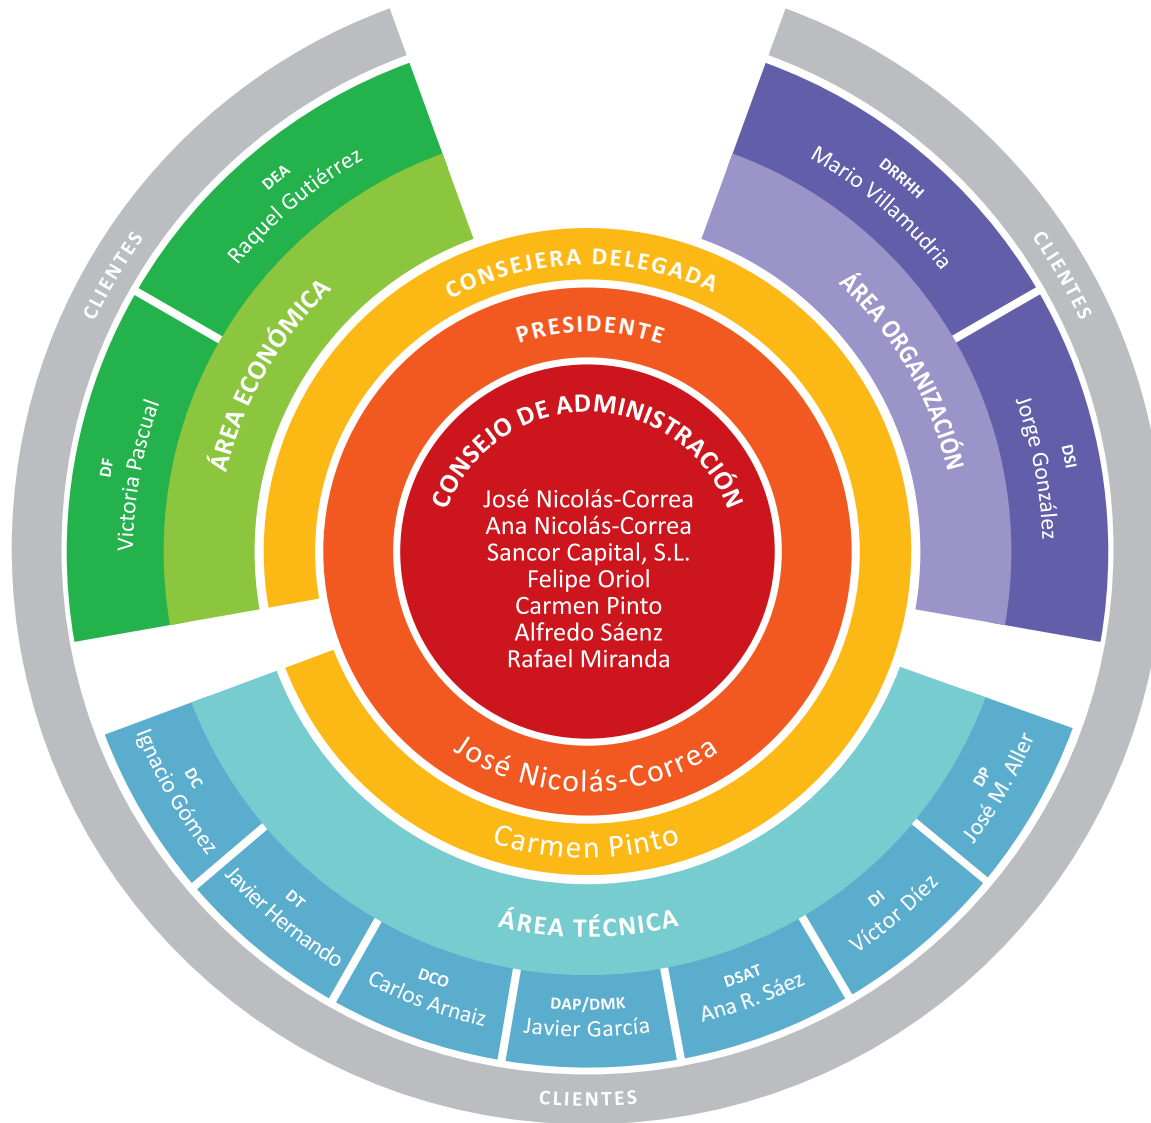 CLIENTES
DEA
Raquel Gutiérrez
DF
Victoria Pascual
ÁREA ECONÓMICA
DRRHH
Mario Villamudria
DSI
Jorge González
ÁREA ORGANIZACIÓN
CLIENTES
CONSEJERA DELEGADA
PRESIDENTE
CONSEJO DE ADMINISTRACIÓN
José Nicolás-Correa
Ana Nicolás-Correa
Sancor Capital, S.L.
Felipe Oriol
Carmen Pinto
Alfredo Sáenz
Rafael Miranda
José Nicolás-Correa
Carmen Pinto
ÁREA TÉCNICA
DC
Ignacio Gómez
DT
Javier Hernando
DCO
Carlos Arnaiz
DAP/DMK
Javier García
DSAT
Ana R. Sáez
DI
Víctor Díez
DP
José M. Aller
CLIENTES